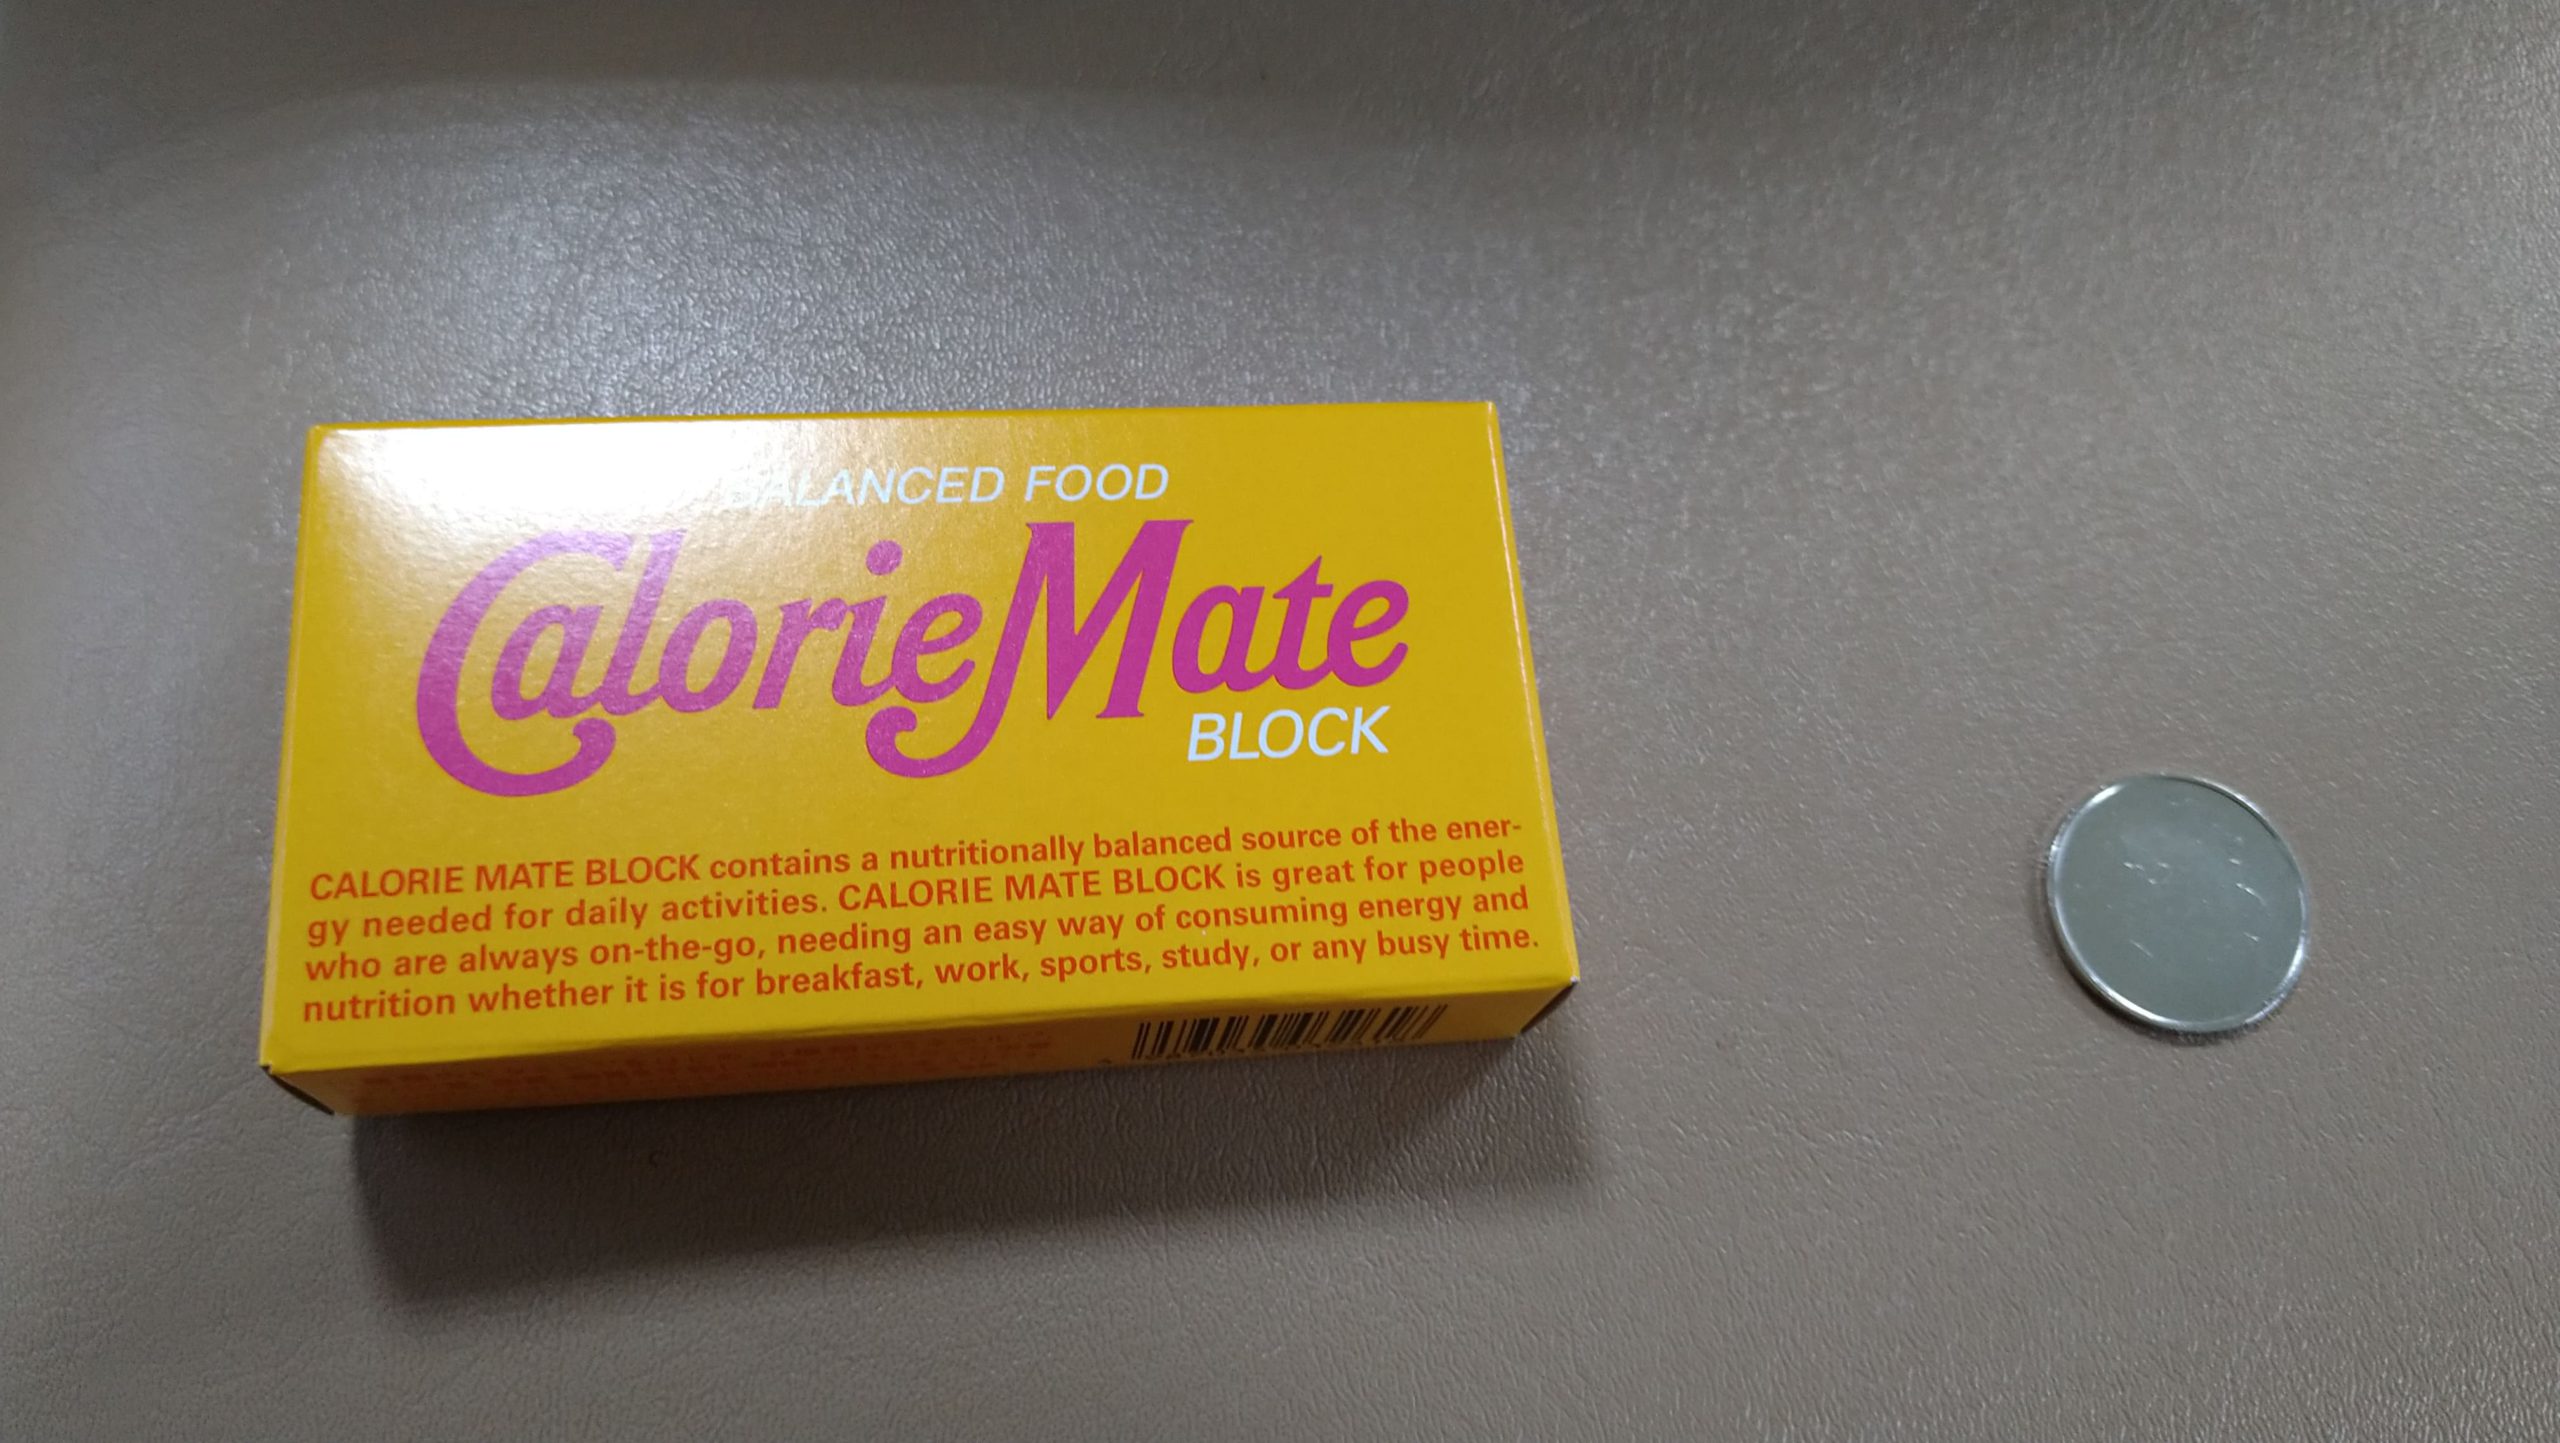 BALANCED FOOD
CalorieMate
BLOCK
CALORIE MATE BLOCK contains a nutritionally balanced source of the ener-
gy needed for daily activities. CALORIE MATE BLOCK is great for people
who are always on-the-go, needing an easy way of consuming energy and
nutrition whether it is for breakfast, work, sports, study, or any busy time.